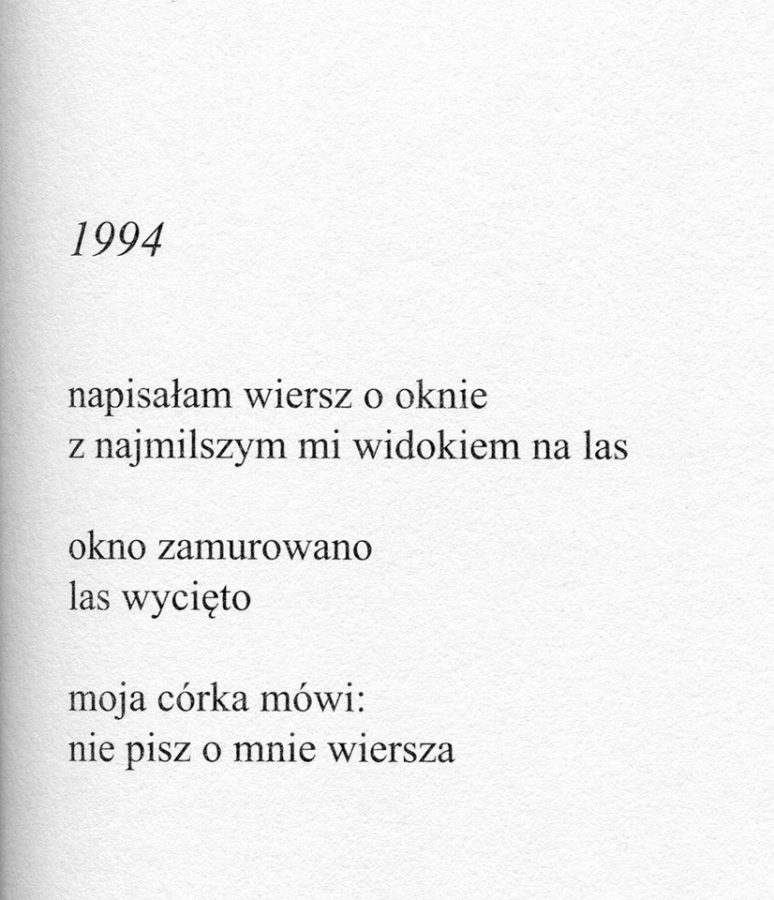 1994
napisałam wiersz o oknie
z najmilszym mi widokiem na las
okno zamurowano
las wycięto
moja córka mówi:
nie pisz o mnie wiersza